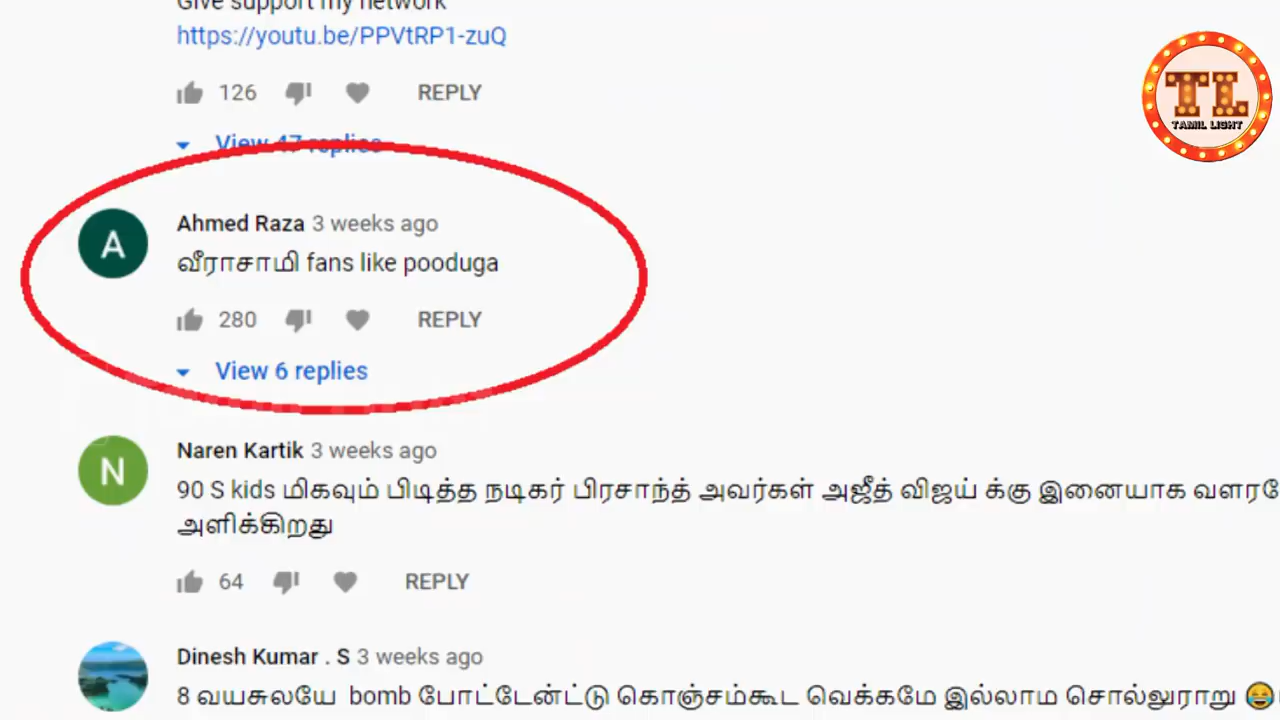 Give support my network
https://youtu.be/PPVtRP1-zuQ
126 REPLY
View 47 replies
TL
TAMIL LIGHT
A
Ahmed Raza 3 weeks ago
வீராசாமி fans like pooduga
280 REPLY
View 6 replies
N
Naren Kartik 3 weeks ago
90 S kids மிகவும் பிடித்த நடிகர் பிரசாந்த் அவர்கள் அஜீத் விஜய் க்கு இனையாக
அளிக்கிறது
64 REPLY
Dinesh Kumar . S 3 weeks ago
8 வயசுலயே bomb போட்டேன்ட்டு கொஞ்சம்கூட வெக்கமே இல்லாம சொல்லுராறு 😂